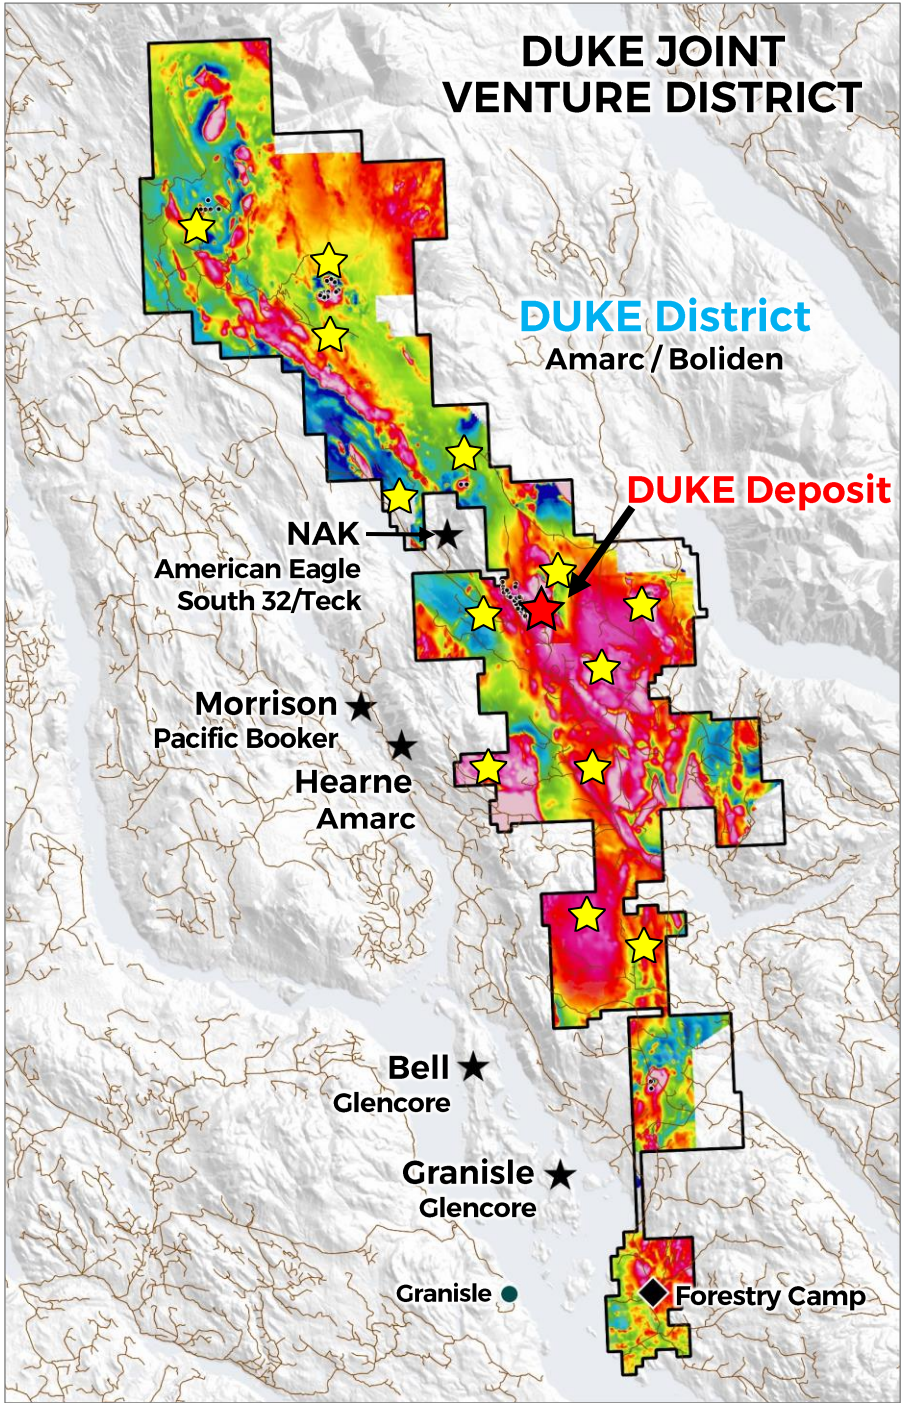 DUKE JOINT
VENTURE DISTRICT
DUKE District
Amarc / Boliden
DUKE Deposit
NAK
American Eagle
South 32/Teck
Morrison
Pacific Booker
Hearne
Amarc
Bell
Glencore
Granisle
Glencore
Granisle
Forestry Camp